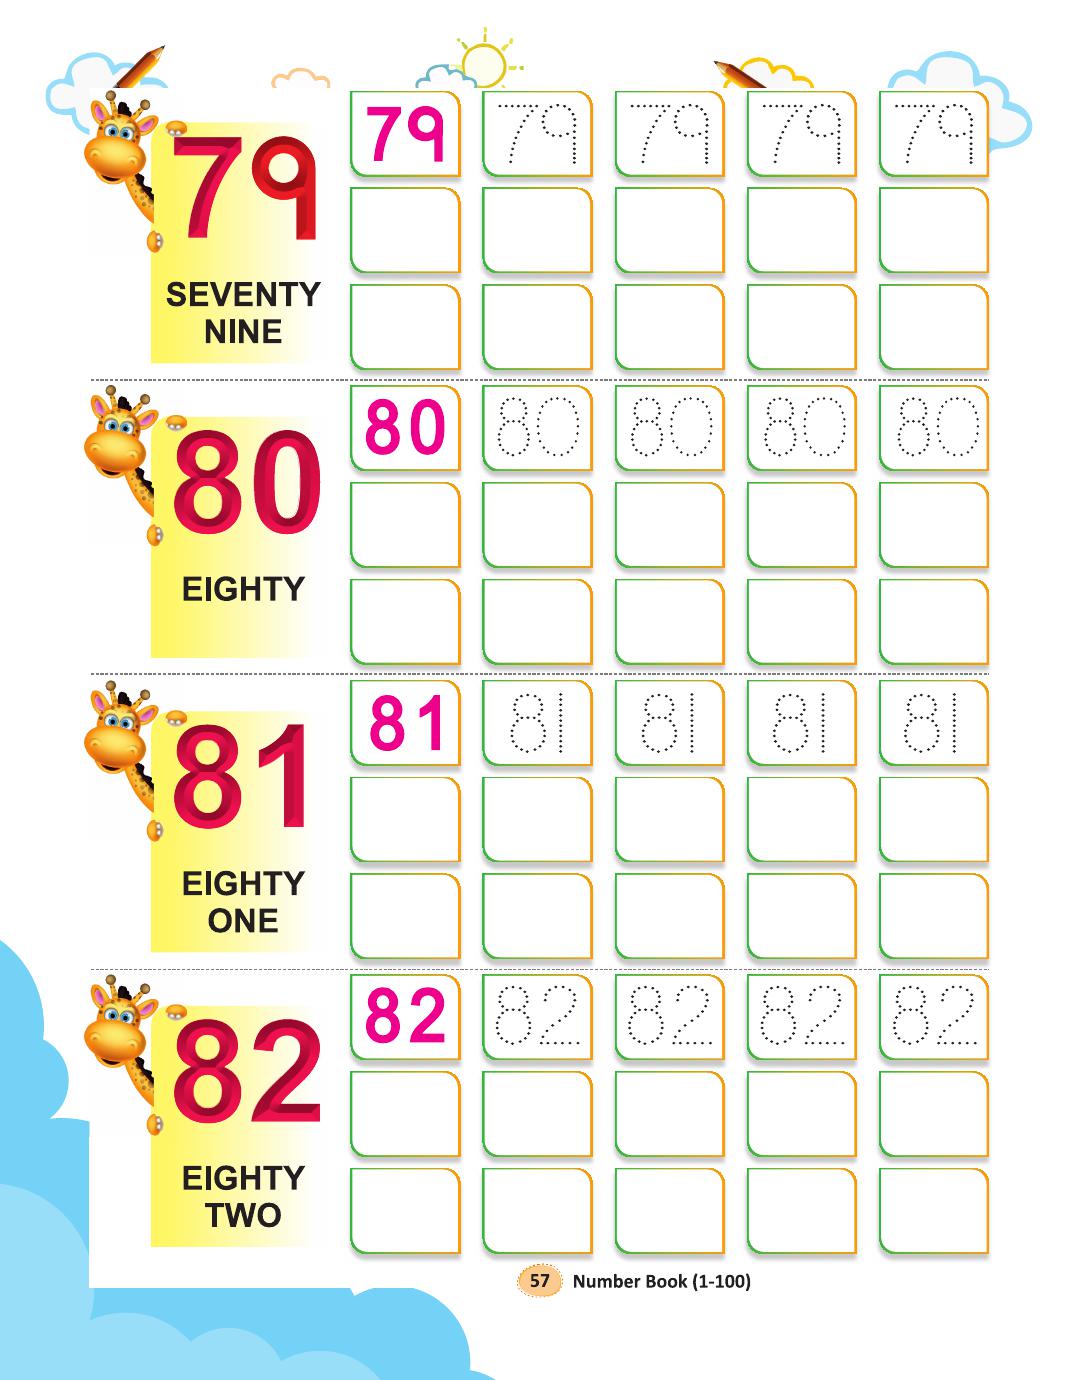 79
SEVENTY
NINE
79 79 79 79 79
80
EIGHTY
80 80 80 80 80
81
EIGHTY
ONE
81 81 81 81 81
82
EIGHTY
TWO
82 82 82 82 82
57 Number Book (1-100)